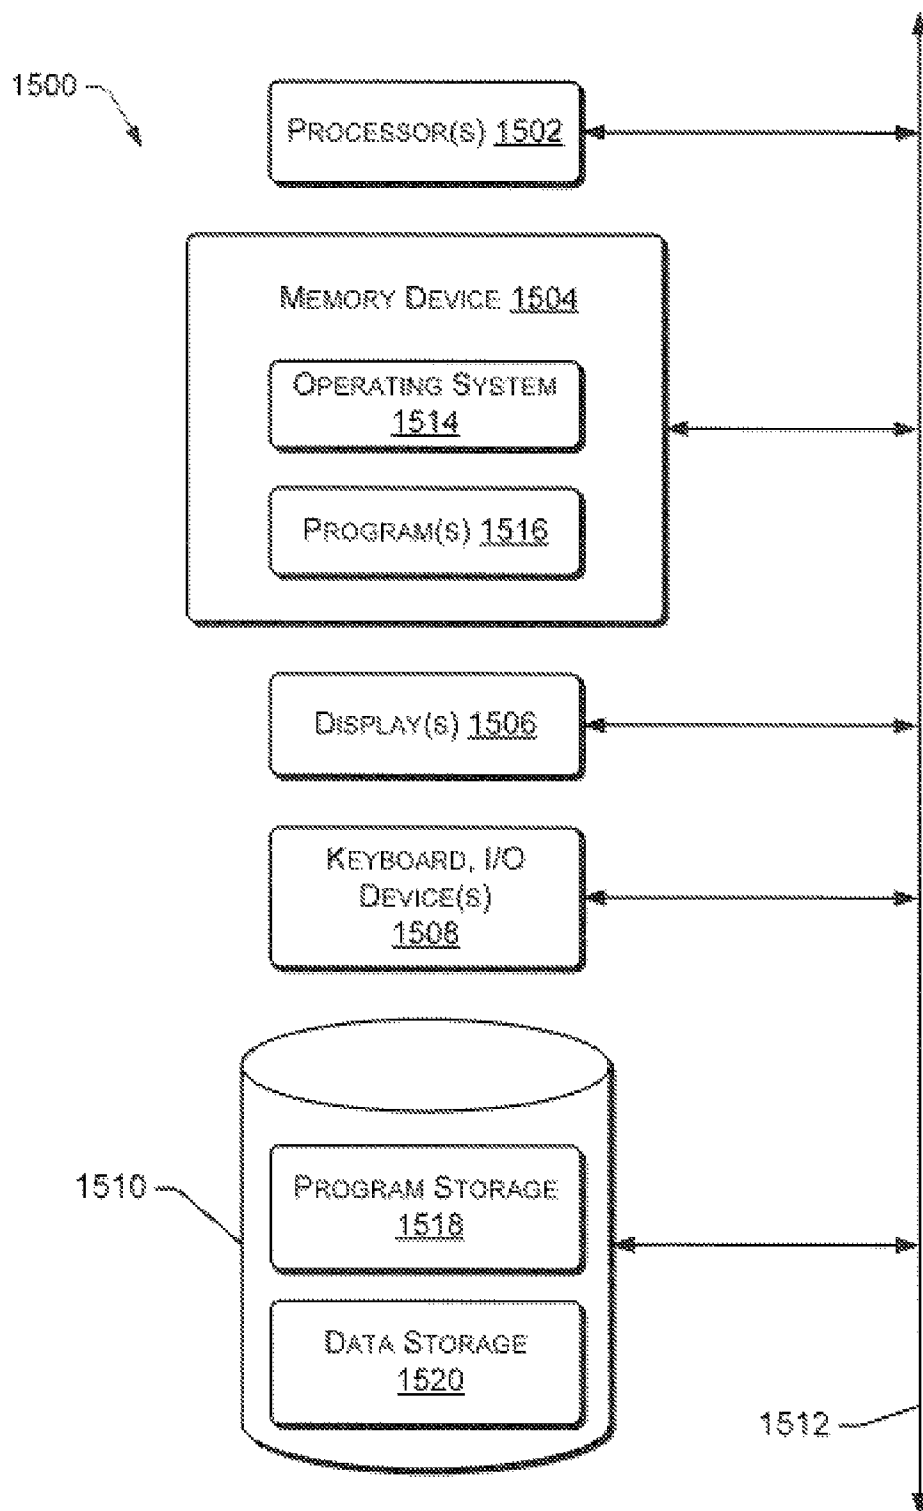 1500
PROCESSOR(S) 1502
MEMORY DEVICE 1504
OPERATING SYSTEM
1514
PROGRAM(S) 1516
DISPLAY(S) 1506
KEYBOARD, I/O
DEVICE(S)
1508
1510
PROGRAM STORAGE
1518
DATA STORAGE
1520
1512